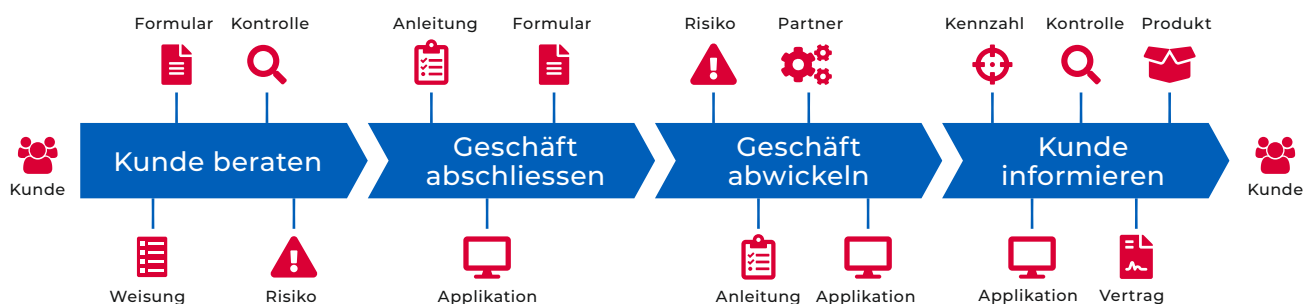 Formular
Kontrolle
Anleitung
Formular
Risiko
Partner
Kennzahl
Kontrolle
Produkt
Kunde
Kunde beraten
Geschäft
abschliessen
Geschäft
abwickeln
Kunde
informieren
Kunde
Weisung
Risiko
Applikation
Anleitung
Applikation
Applikation
Vertrag